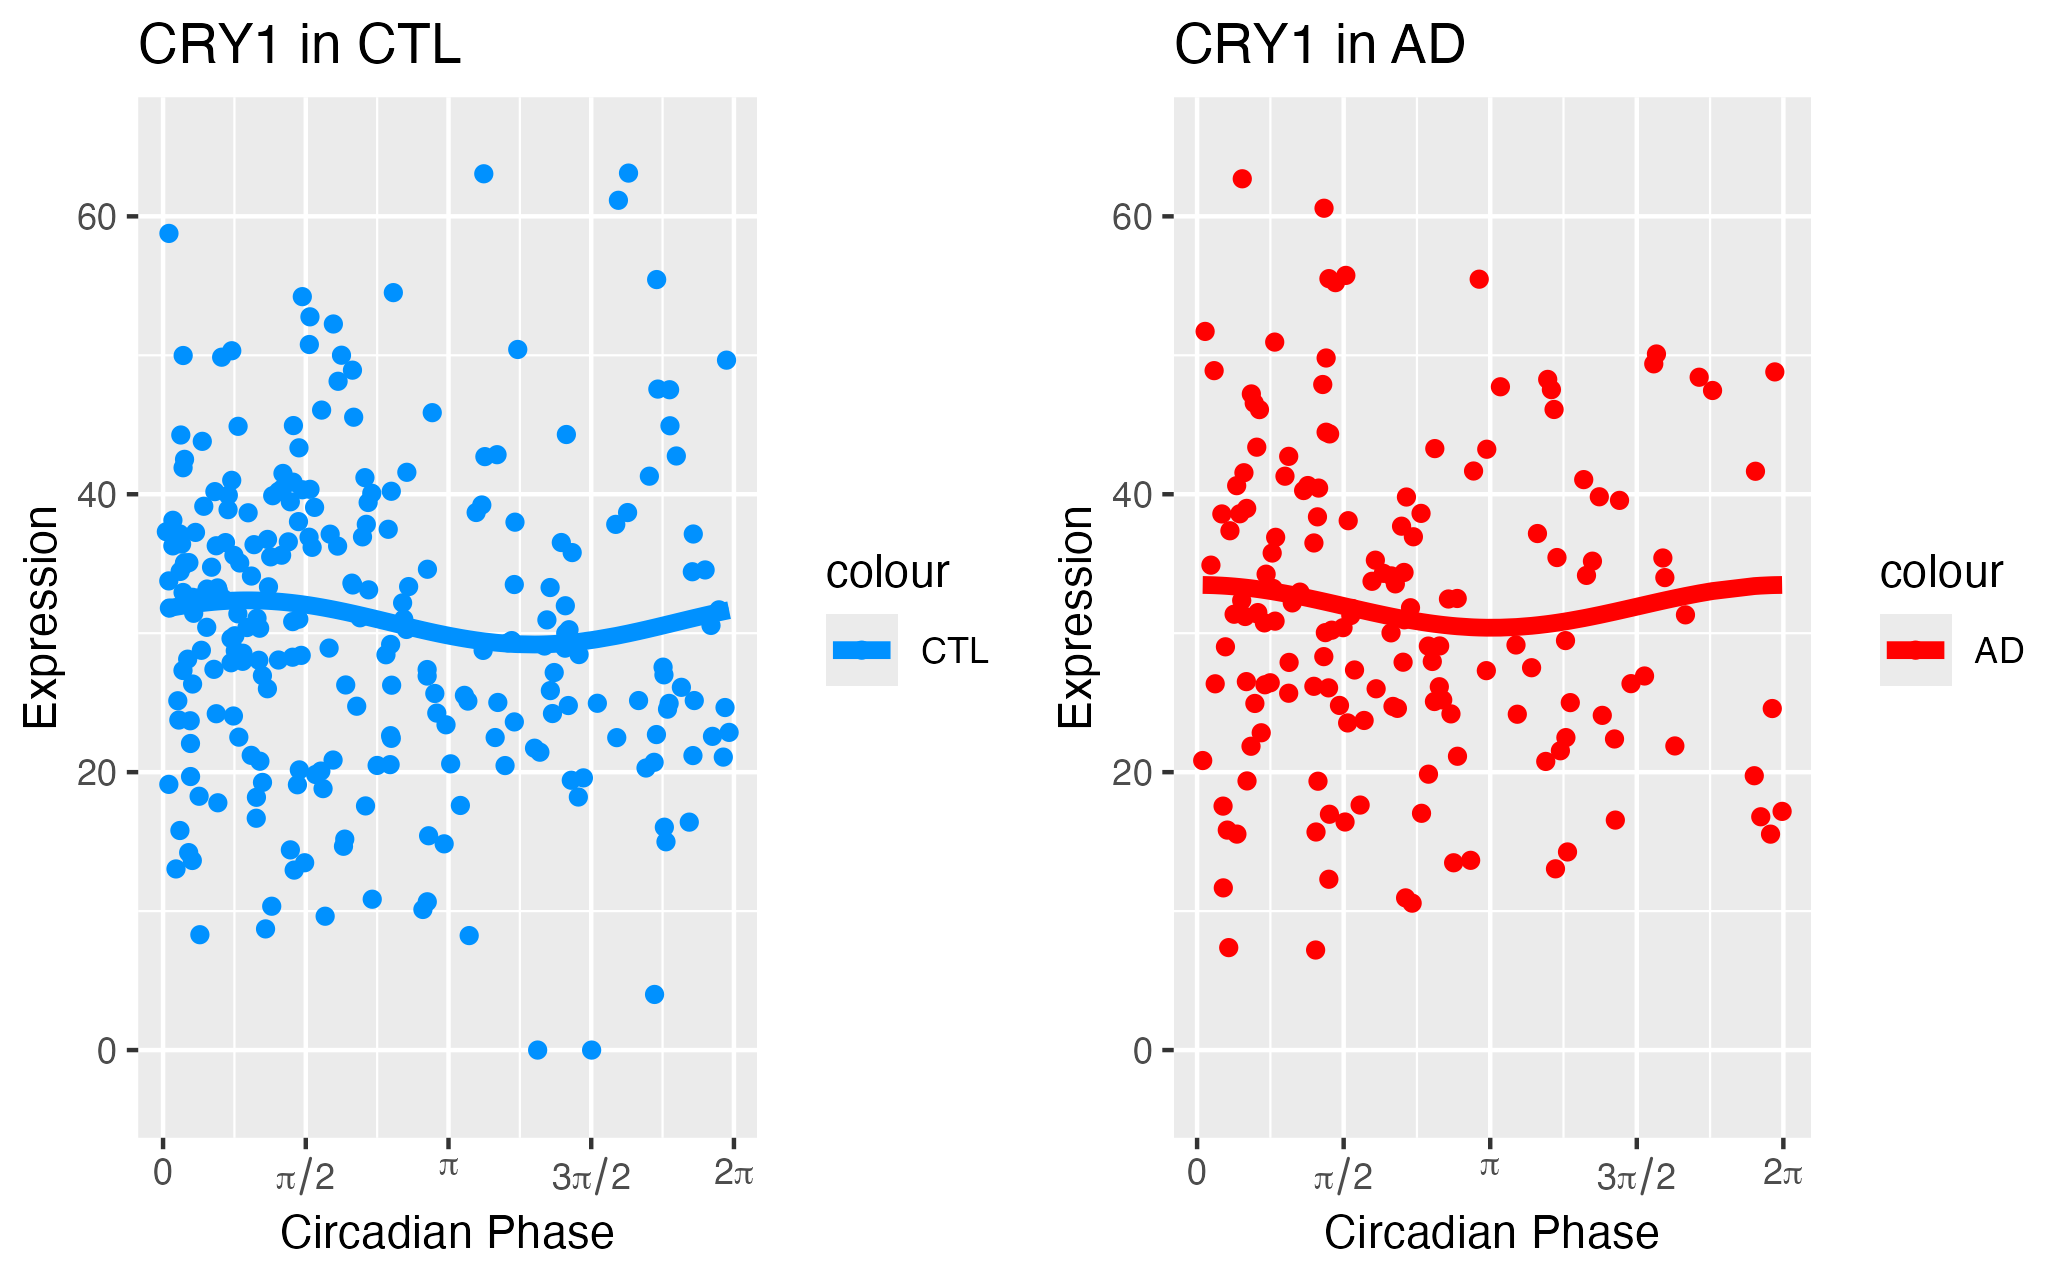 CRY1 in CTL
Expression
60
40
20
0
0 π/2 π 3π/2 2π
Circadian Phase
colour
CTL
CRY1 in AD
Expression
60
40
20
0
0 π/2 π 3π/2 2π
Circadian Phase
colour
AD